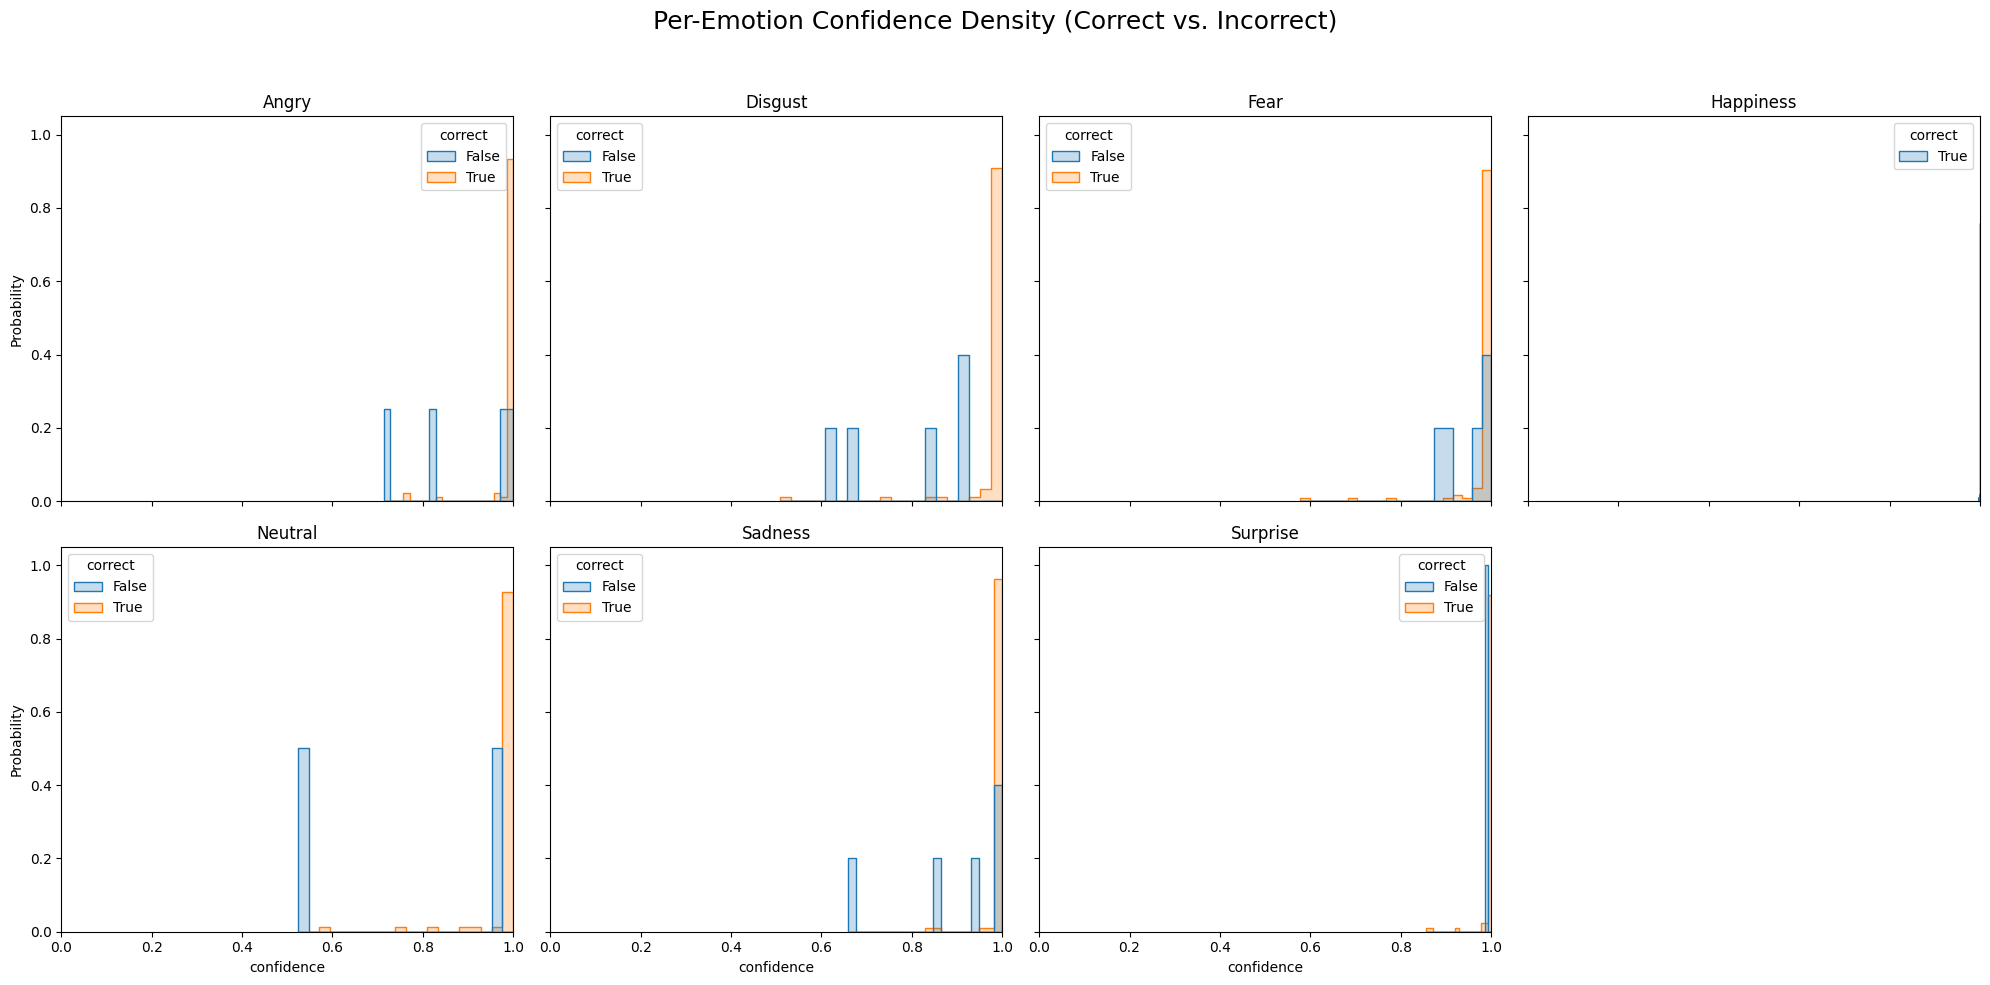 Per-Emotion Confidence Density (Correct vs. Incorrect)
Angry
Disgust
Fear
Happiness
Probability
1.0
0.8
0.6
0.4
0.2
0.0
correct
False
True
correct
False
True
correct
False
True
correct
True
Neutral
Sadness
Surprise
Probability
1.0
0.8
0.6
0.4
0.2
0.0
correct
False
True
correct
False
True
correct
False
True
0.0 0.2 0.4 0.6 0.8 1.0
confidence
0.0 0.2 0.4 0.6 0.8 1.0
confidence
0.0 0.2 0.4 0.6 0.8 1.0
confidence